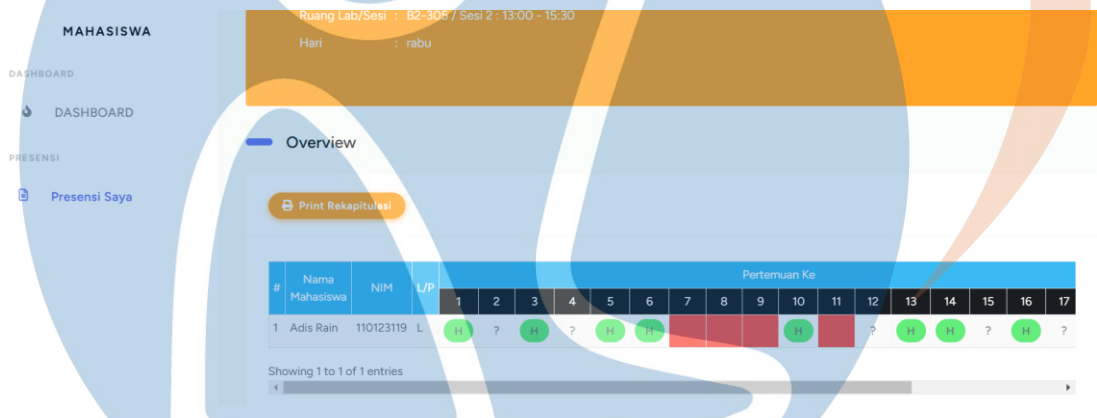 Ruang Lab/Sesi : B2-305 / Sesi 2 : 13:00 - 15:30
MAHASISWA
Hari : rabu
DASHBOARD
DASHBOARD
Overview
PRESENSI
Presensi Saya
Print Rekapitulasi
# Nama Mahasiswa NIM L/P Pertemuan Ke
1 2 3 4 5 6 7 8 9 10 11 12 13 14 15 16 17
1 Adis Rain 110123119 L H ? H ? H H H ? H H ? H ?
Showing 1 to 1 of 1 entries